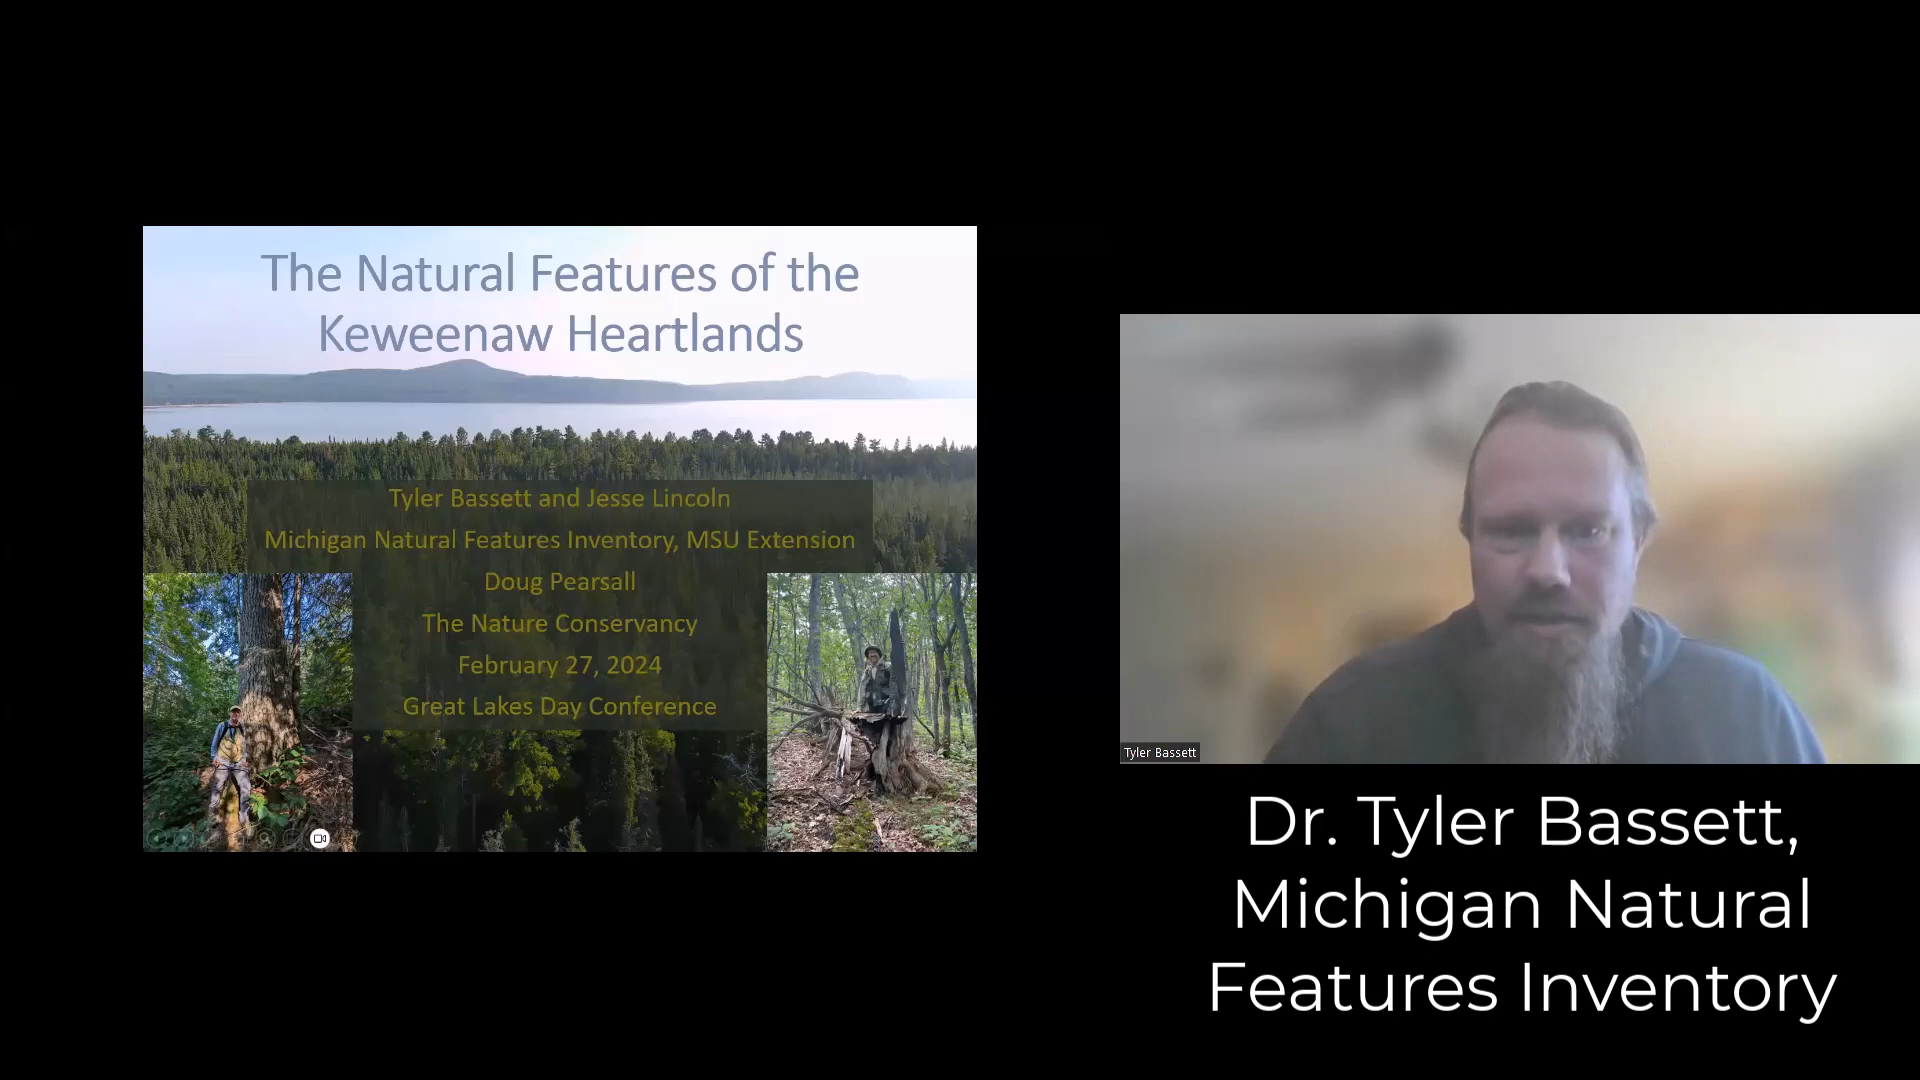 The Natural Features of the
Keweenaw Heartlands
Tyler Bassett and Jesse Lincoln
Michigan Natural Features Inventory, MSU Extension
Doug Pearsall
The Nature Conservancy
February 27, 2024
Great Lakes Day Conference
Tyler Bassett
Dr. Tyler Bassett,
Michigan Natural
Features Inventory